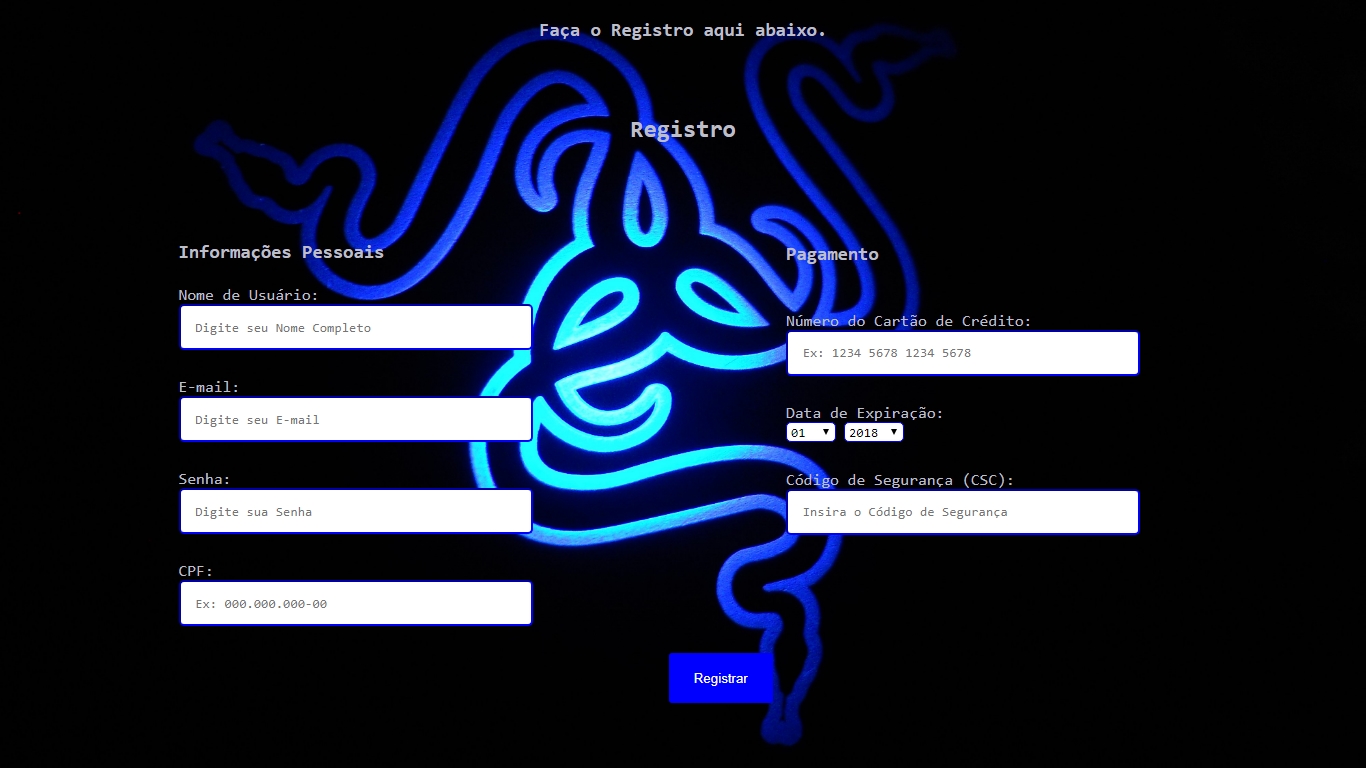 Faça o Registro aqui abaixo.
Registro
Informações Pessoais
Nome de Usuário:
Digite seu Nome Completo
E-mail:
Digite seu E-mail
Senha:
Digite sua Senha
CPF:
Ex: 000.000.000-00
Pagamento
Número do Cartão de Crédito:
Ex: 1234 5678 1234 5678
Data de Expiração:
01 2018
Código de Segurança (CSC):
Insira o Código de Segurança
Registrar